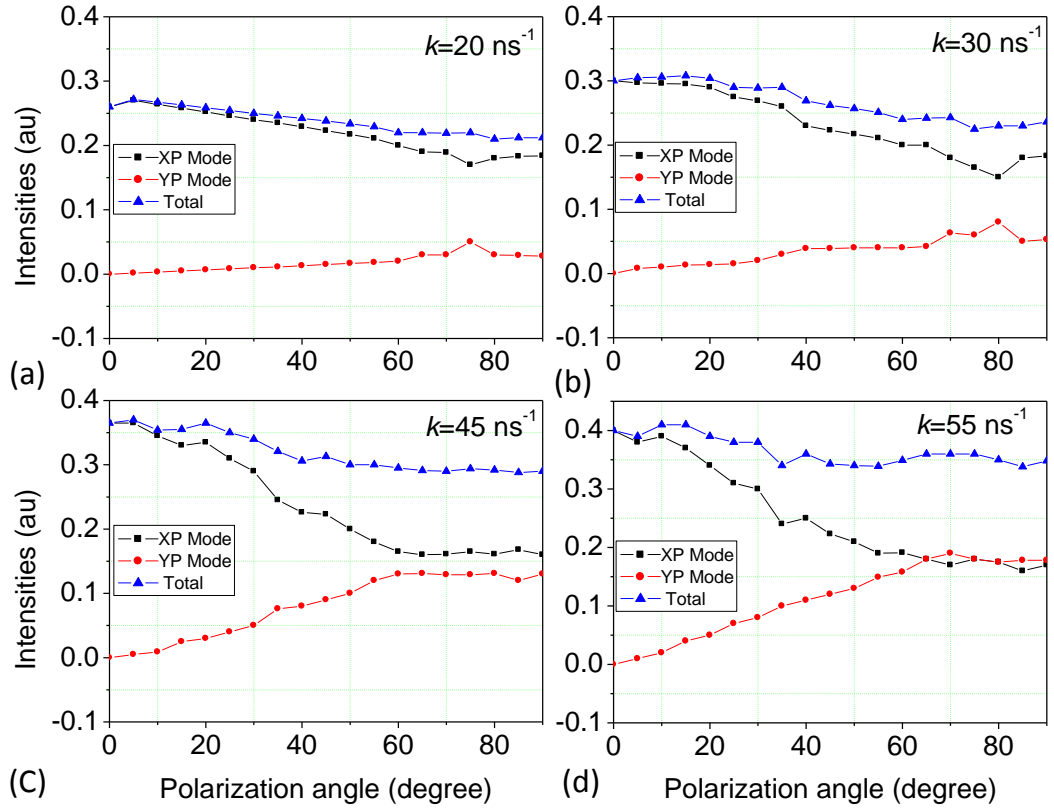 k=20 ns-1
Intensities (au)
0.4
0.3
0.2
0.1
0.0
-0.1
XP Mode
YP Mode
Total
0 20 40 60 80
(a)
k=30 ns-1
0.4
0.3
0.2
0.1
0.0
-0.1
XP Mode
YP Mode
Total
0 20 40 60 80
(b)
k=45 ns-1
Intensities (au)
0.4
0.3
0.2
0.1
0.0
-0.1
XP Mode
YP Mode
Total
0 20 40 60 80
(C)
Polarization angle (degree)
k=55 ns-1
0.4
0.3
0.2
0.1
0.0
-0.1
XP Mode
YP Mode
Total
0 20 40 60 80
(d)
Polarization angle (degree)